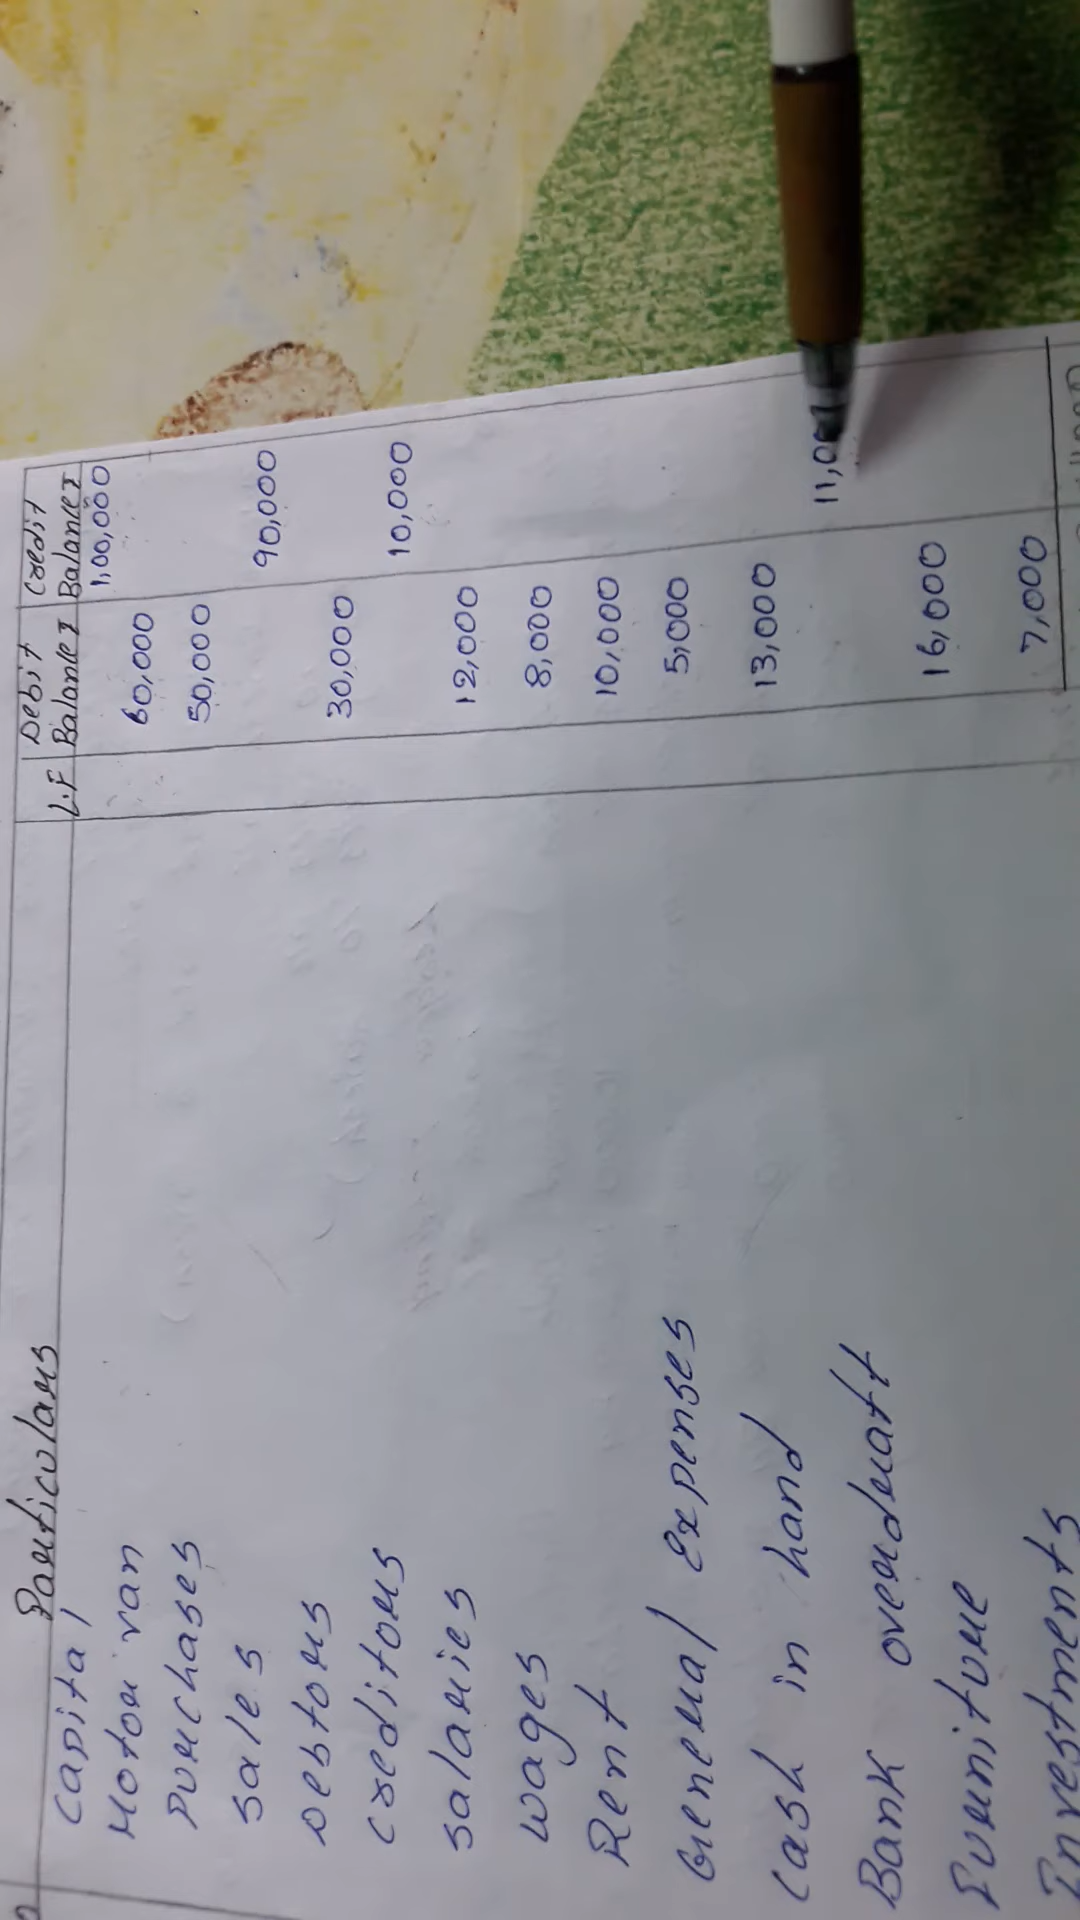 Particulars L.F Debit Balance ₹ Credit Balance ₹
Capital 1,00,000
Motor van 60,000
Purchases 50,000
Sales 90,000
Debtors 30,000
Creditors 10,000
Salaries 12,000
Wages 8,000
Rent 10,000
General Expenses 5,000
Cash in hand 13,000
Bank overdraft
Furniture 16,000
Investments 7,000